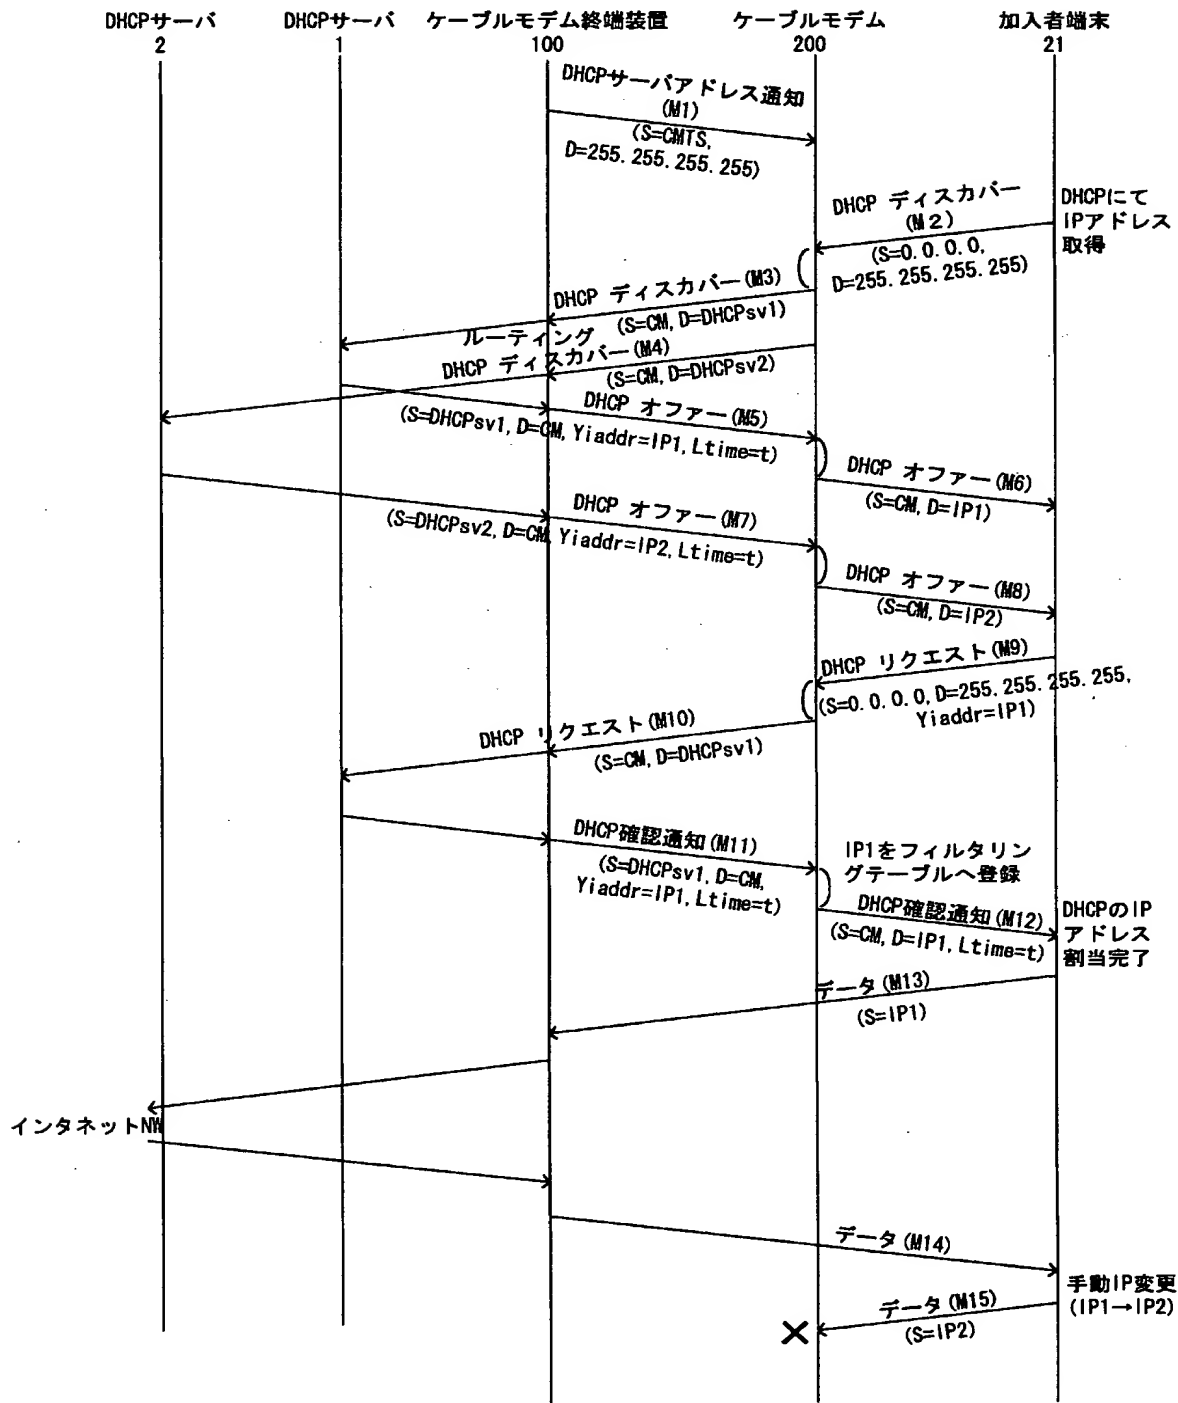 DHCPサーバ
2
DHCPサーバ
1
ケーブルモデム終端装置
100
ケーブルモデム
200
加入者端末
21
DHCPサーバアドレス通知
(M1)
(S=CMTS,
D=255.255.255.255)
DHCP ディスカバー
(M2)
(S=0.0.0.0,
D=255.255.255.255)
DHCPにて
IPアドレス
取得
DHCP ディスカバー(M3)
(S=CM, D=DHCPsv1)
ルーティング
DHCP ディスカバー(M4)
(S=CM, D=DHCPsv2)
DHCP オファー(M5)
(S=DHCPsv1, D=CM, Yiaddr=IP1, Ltime=t)
DHCP オファー(M6)
(S=CM, D=IP1)
DHCP オファー(M7)
(S=DHCPsv2, D=CM, Yiaddr=IP2, Ltime=t)
DHCP オファー(M8)
(S=CM, D=IP2)
DHCP リクエスト(M9)
(S=0.0.0.0, D=255.255.255.255,
Yiaddr=IP1)
DHCP リクエスト(M10)
(S=CM, D=DHCPsv1)
DHCP確認通知(M11)
(S=DHCPsv1, D=CM,
Yiaddr=IP1, Ltime=t)
IP1をフィルタリン
グテーブルへ登録
DHCP確認通知(M12)
(S=CM, D=IP1, Ltime=t)
DHCPのIP
アドレス
割当完了
データ(M13)
(S=IP1)
インタネットNW
データ(M14)
手動IP変更
(IP1→IP2)
データ(M15)
(S=IP2)